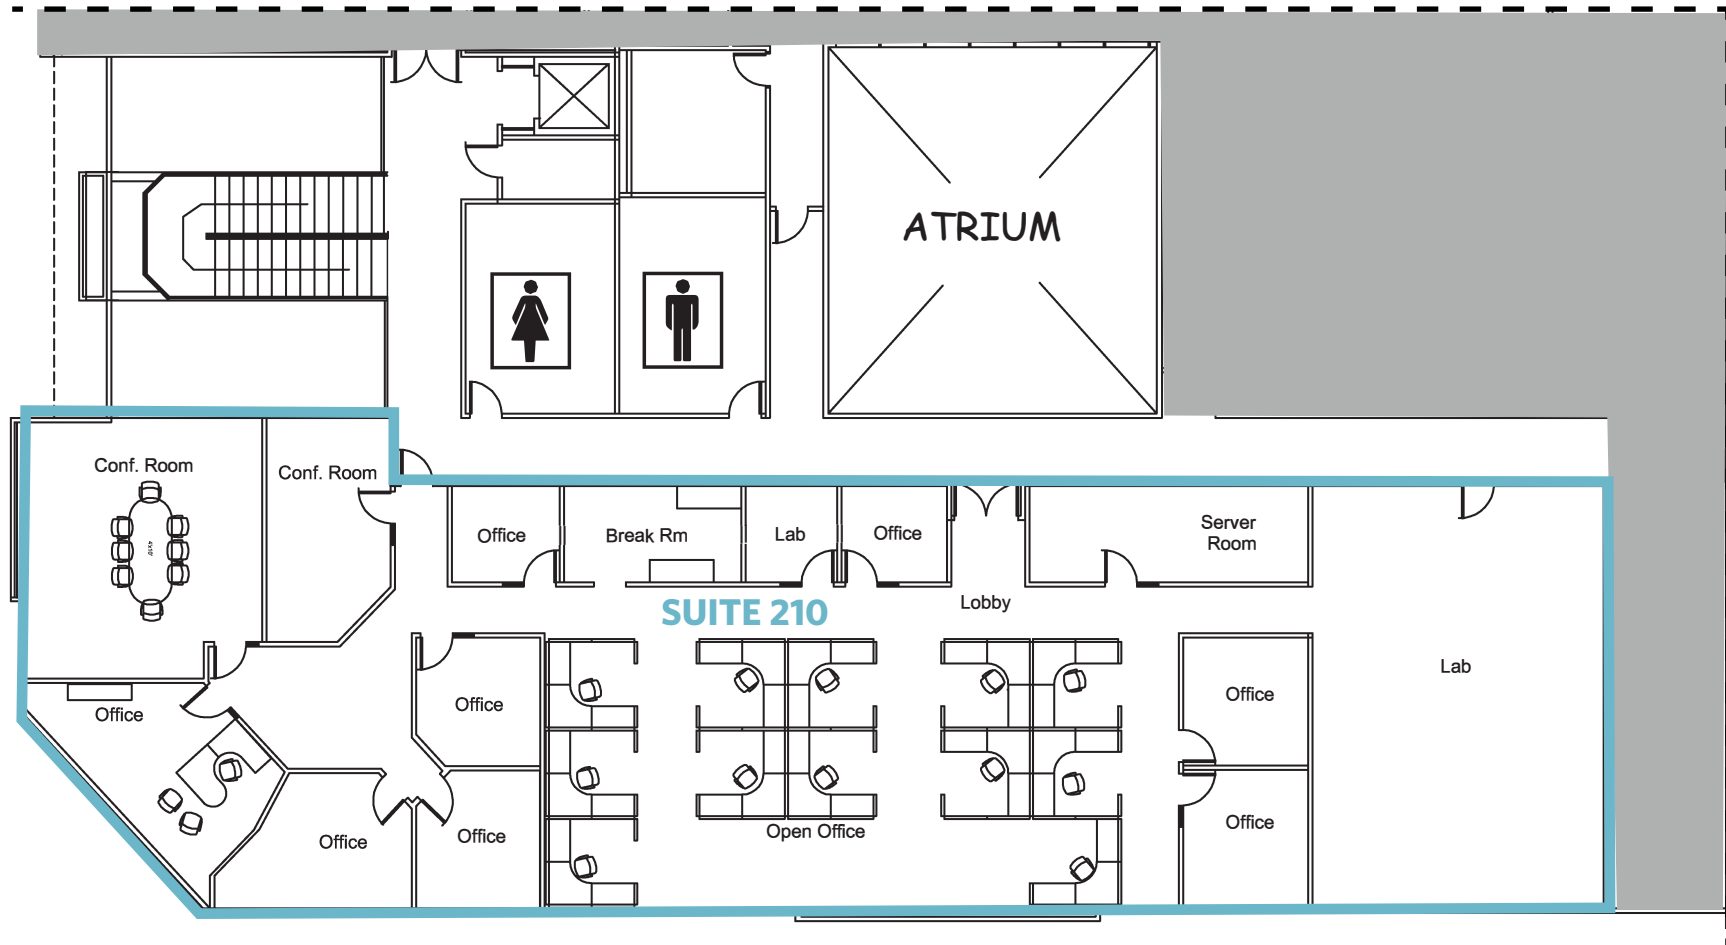 ATRIUM
Conf. Room
Conf. Room
4x10'
Office
Break Rm
Lab
Office
Server
Room
SUITE 210
Lobby
Office
Office
Office
Lab
Open Office
Office
Office
Office